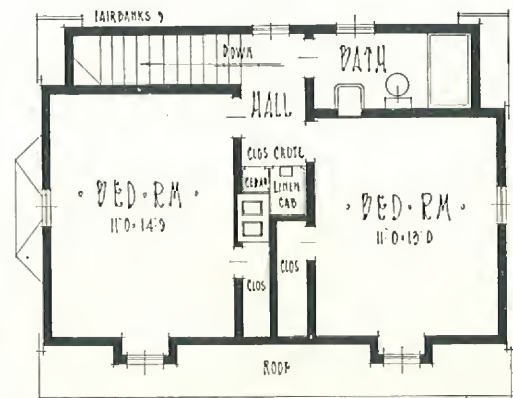 FAIRBANKS 9
DOWN
BATH
HALL
CLOS CHUTE
CEDAR
LINEN
CAB
BED·RM
11'0×14'9
BED·RM
11'0×13'0
CLOS
CLOS
ROOF